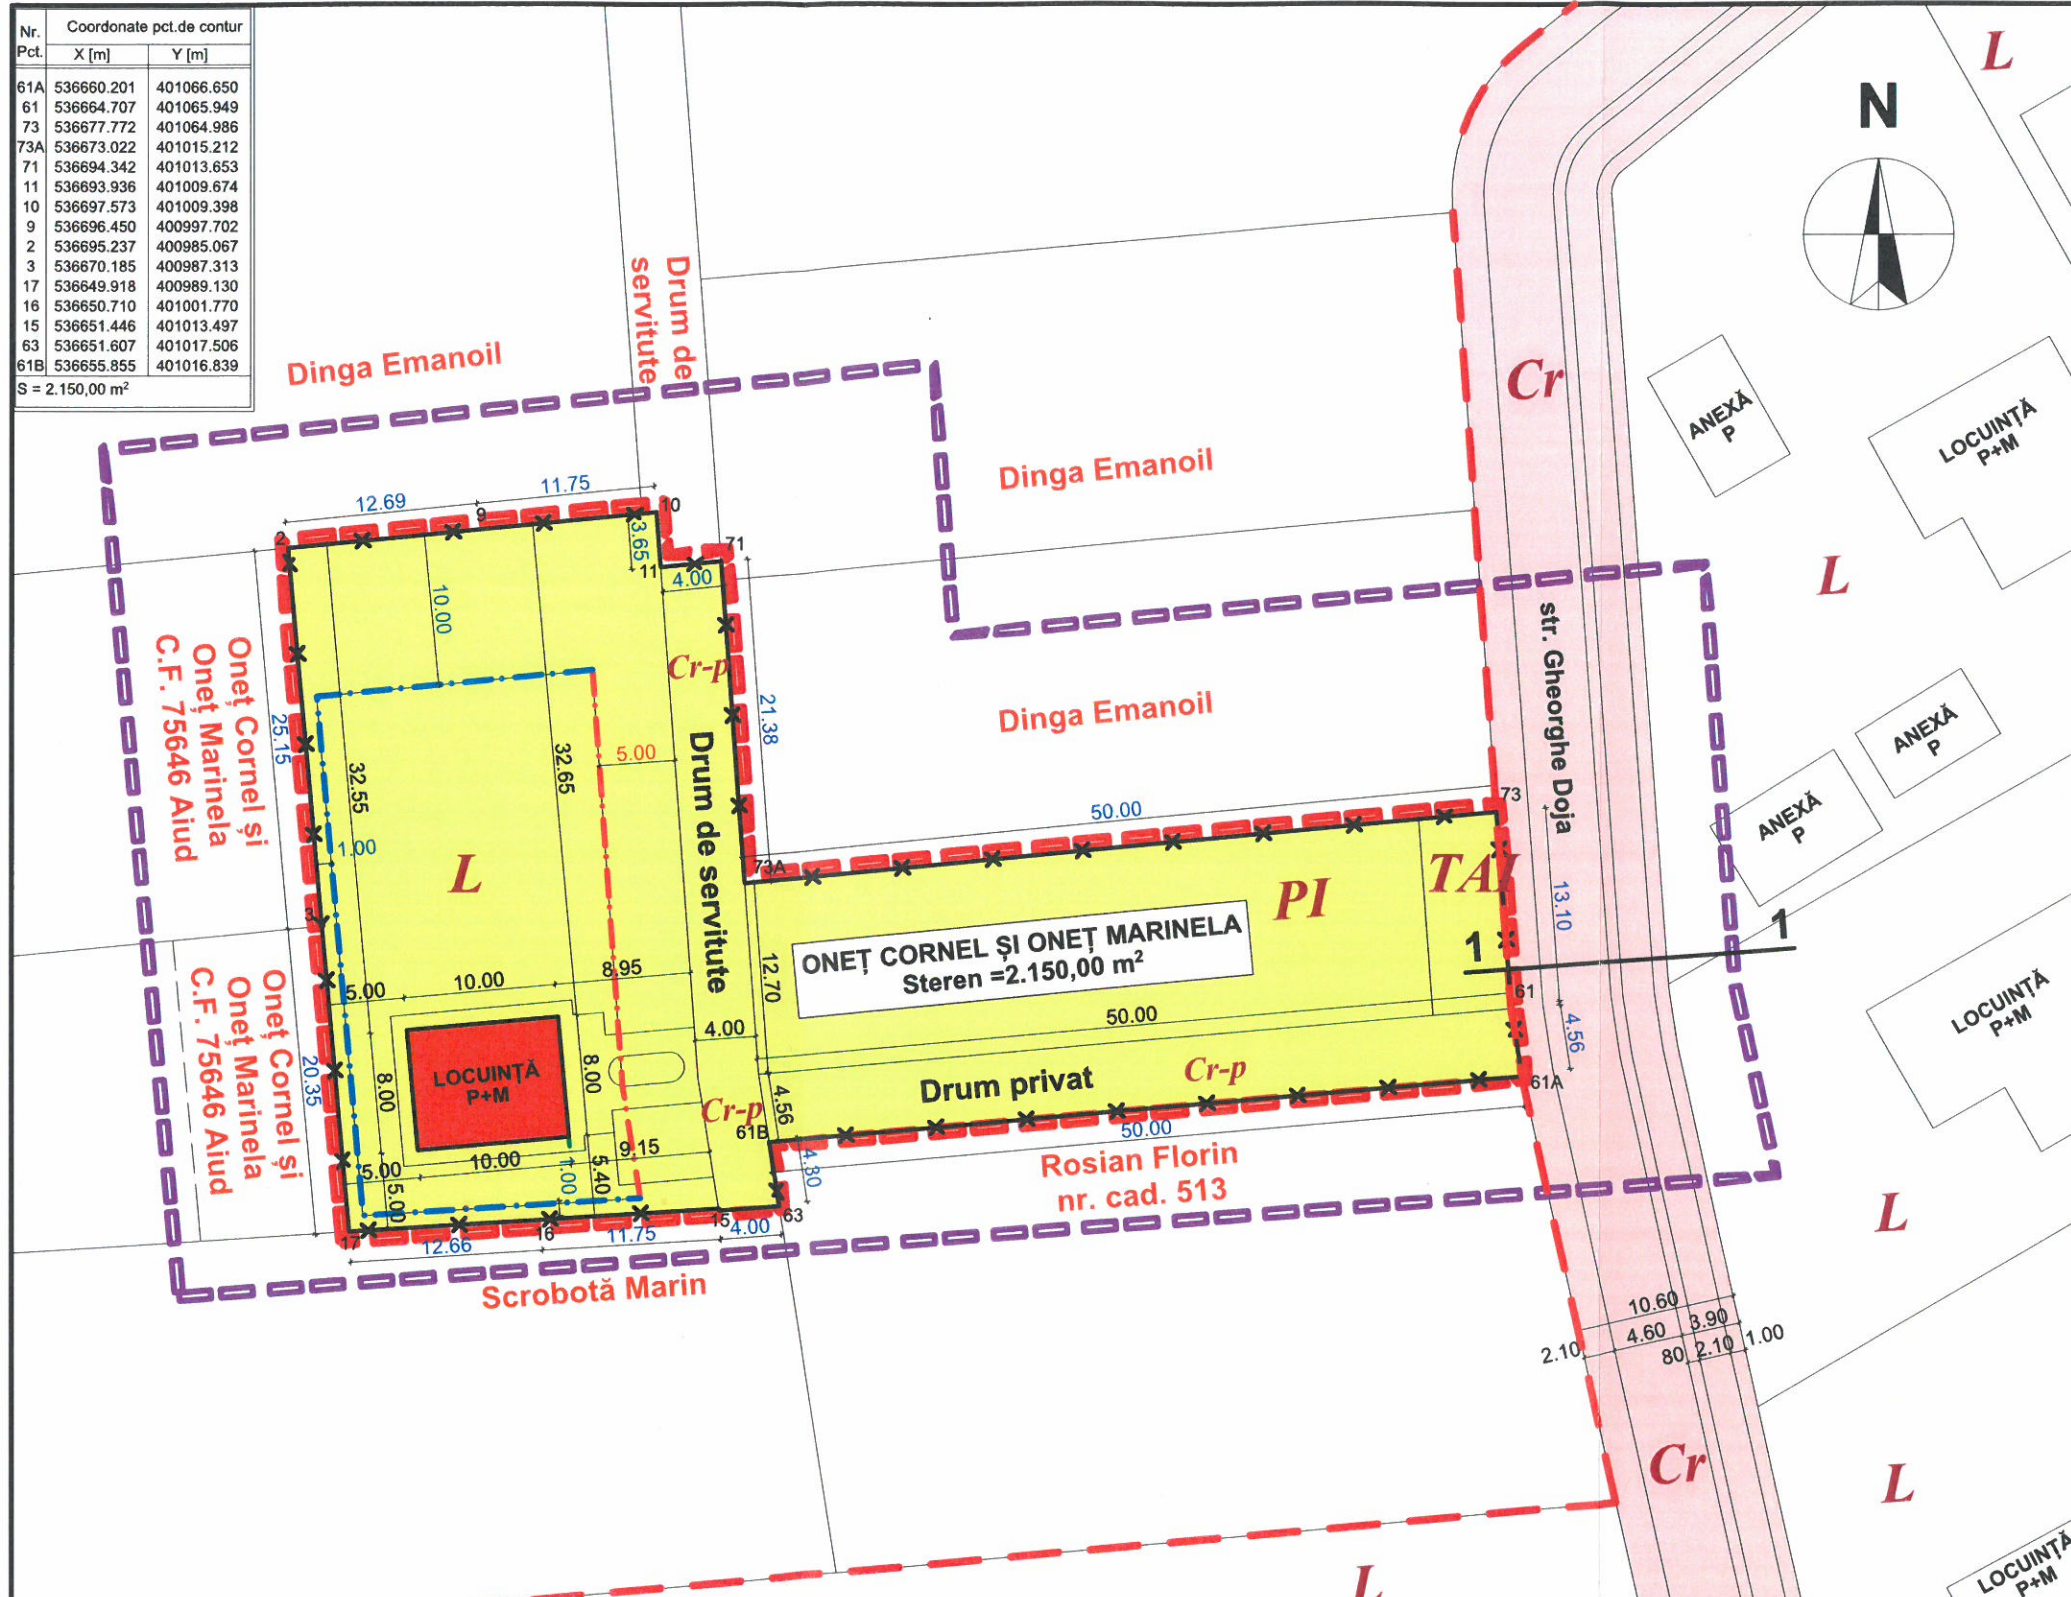 Nr. Pct.
Coordonate pct.de contur
X [m] Y [m]
61A 536660.201 401066.650
61 536664.707 401065.949
73 536677.772 401064.986
73A 536673.022 401015.212
71 536694.342 401013.653
11 536693.936 401009.674
10 536697.573 401009.398
9 536696.450 400997.702
2 536695.237 400985.067
3 536670.185 400987.313
17 536649.918 400989.130
16 536650.710 401001.770
15 536651.446 401013.497
63 536651.607 401017.506
61B 536655.855 401016.839
S = 2.150,00 m²
N
L
Drum de
servitute
Dinga Emanoil
Cr
ANEXĂ
P
LOCUINȚĂ
P+M
Dinga Emanoil
12.69
11.75
2
9
10
3.65
11
71
4.00
10.00
L
str. Gheorghe Doja
Oneț Cornel și
Oneț Marinela
C.F. 75646 Aiud
25.15
Cr-p
21.38
Dinga Emanoil
32.55
32.65
5.00
Drum de servitute
1.00
L
ANEXĂ
P
ANEXĂ
P
50.00
73
73A
PI
TAI
13.10
3
ONEȚ CORNEL ȘI ONEȚ MARINELA
Steren =2.150,00 m²
1
1
12.70
5.00
10.00
8.95
61
50.00
4.00
4.56
LOCUINȚĂ
P+M
Oneț Cornel și
Oneț Marinela
C.F. 75646 Aiud
20.35
LOCUINȚĂ
P+M
8.00
8.00
Drum privat
Cr-p
61A
Cr-p
4.56
61B
50.00
5.00
10.00
9.15
1.00
5.40
5.00
4.30
Rosian Florin
nr. cad. 513
L
17
12.66
16
11.75
15
4.00
63
Scrobotă Marin
10.60
4.60
3.90
2.10
80
2.10
1.00
Cr
L
L
LOCUINȚĂ
P+M